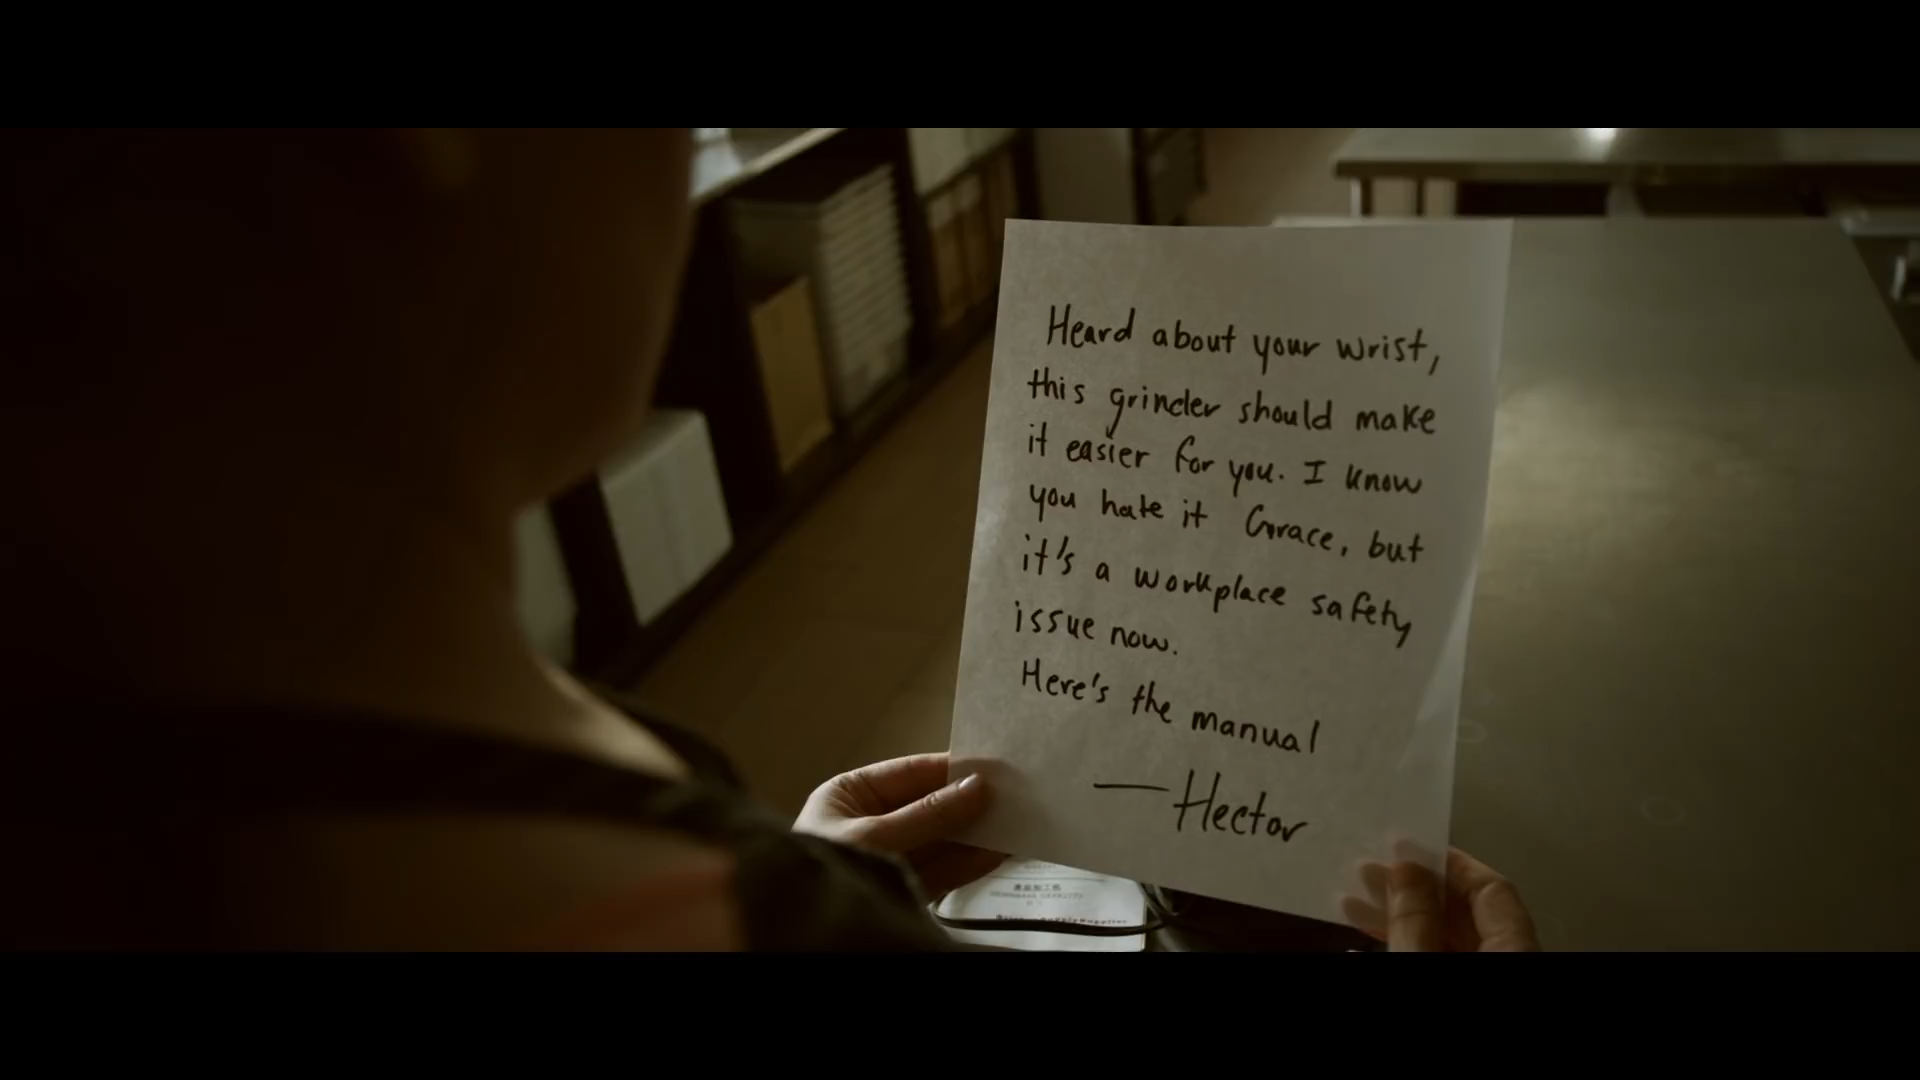 Heard about your wrist,
this grinder should make
it easier for you. I know
you hate it Grace, but
it's a workplace safety
issue now.
Here's the manual
—Hector